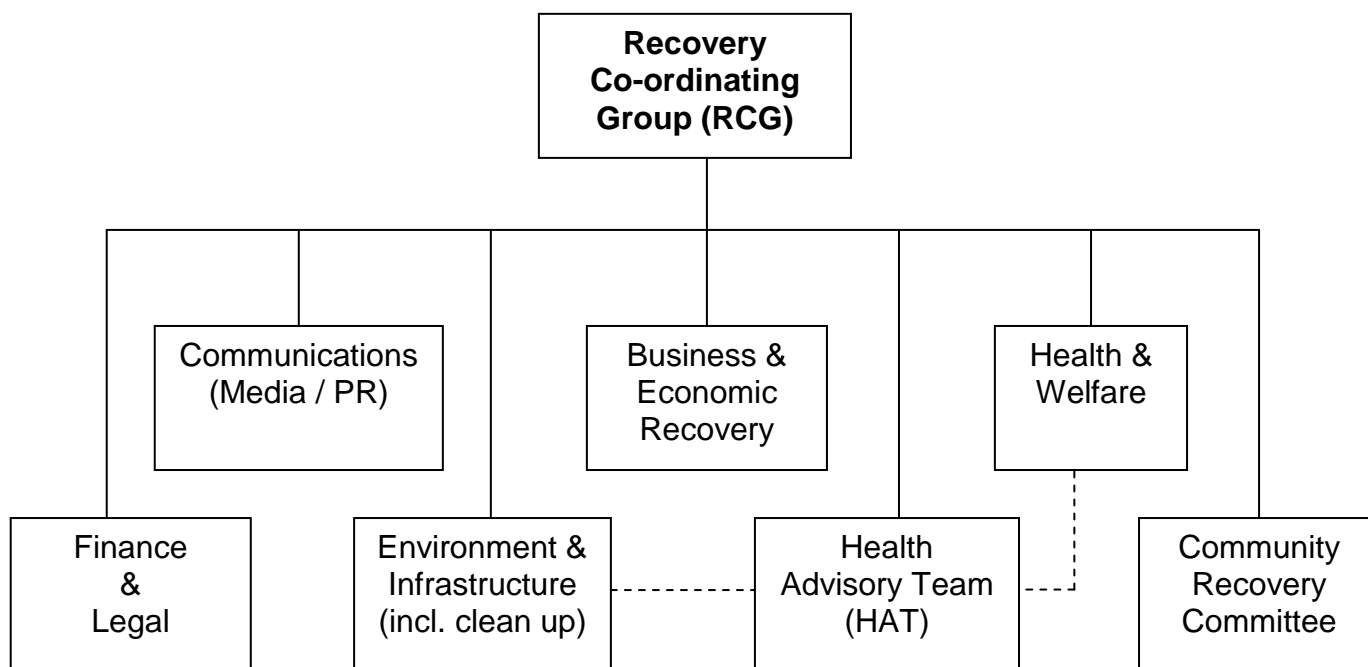 Recovery
Co-ordinating
Group (RCG)
Communications
(Media / PR)
Business &
Economic
Recovery
Health &
Welfare
Finance
&
Legal
Environment &
Infrastructure
(incl. clean up)
Health
Advisory Team
(HAT)
Community
Recovery
Committee